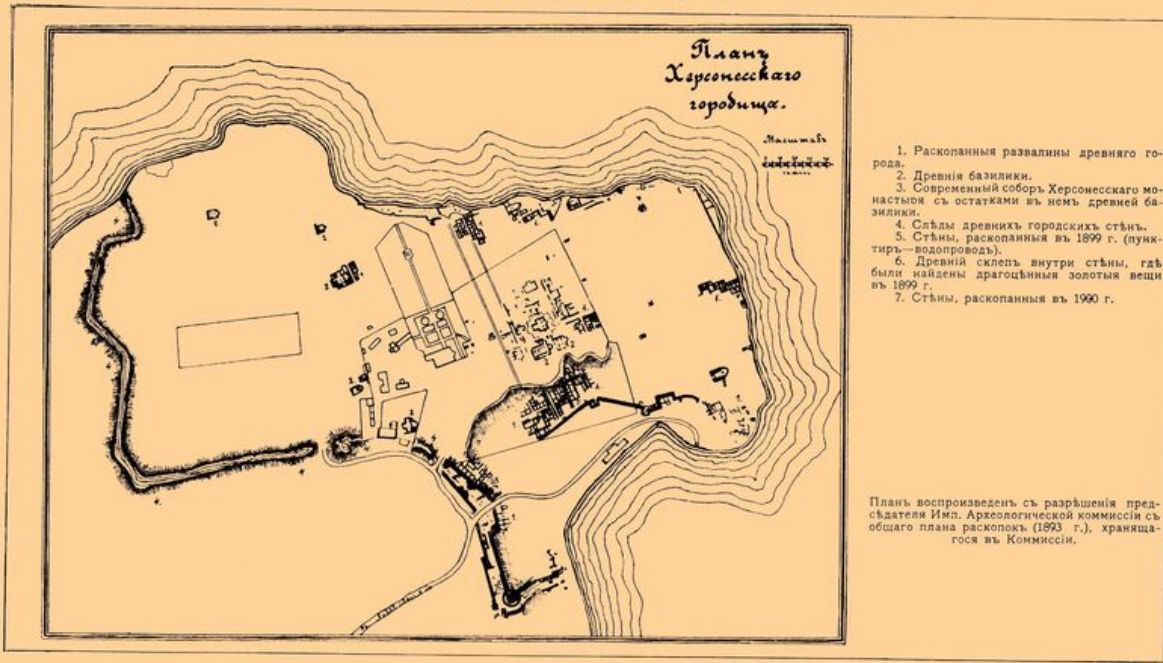 Планъ
Херсонесскаго
городища.
Масштабъ
1. Раскопанныя развалины древняго го-
рода.
2. Древнія базилики.
3. Современный соборъ Херсонесскаго мо-
настыря съ остатками въ немъ древней ба-
зилики.
4. Слѣды древнихъ городскихъ стѣнъ.
5. Стѣны, раскопанныя въ 1899 г. (пунк-
тиръ—водопроводъ).
6. Древній склепъ внутри стѣны, гдѣ
были найдены драгоцѣнныя золотыя вещи
въ 1899 г.
7. Стѣны, раскопанныя въ 1900 г.
Планъ воспроизведенъ съ разрѣшенія пред-
сѣдателя Имп. Археологической коммиссіи съ
общаго плана раскопокъ (1893 г.), храняща-
гося въ Коммиссіи.